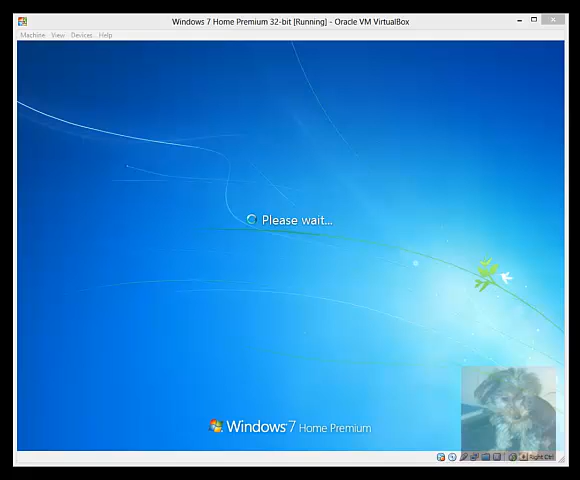 Windows 7 Home Premium 32-bit [Running] - Oracle VM VirtualBox
Machine View Devices Help
Please wait...
Windows 7 Home Premium
Right Ctrl